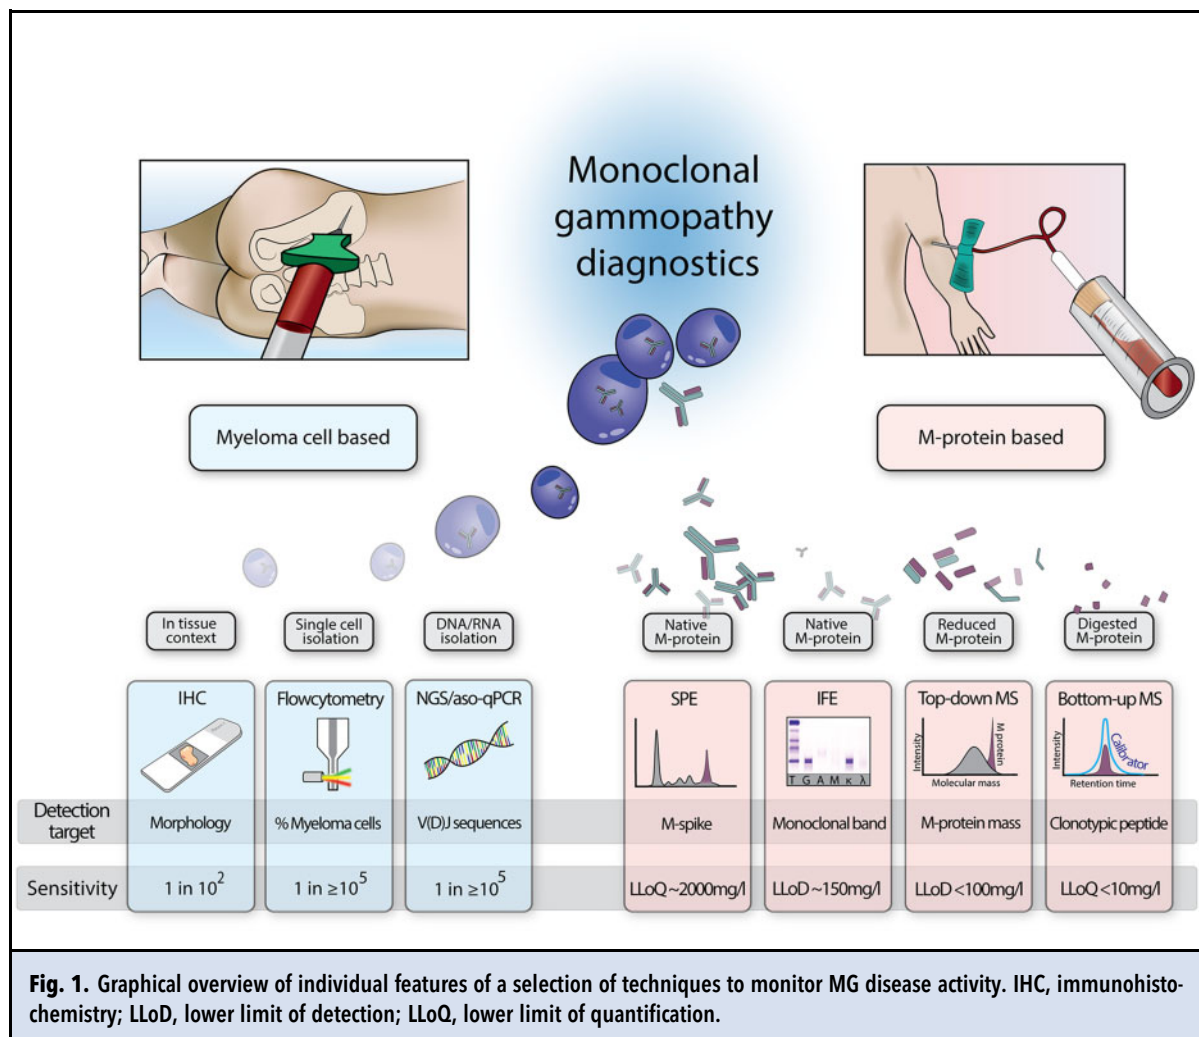 Monoclonal
gammopathy
diagnostics
Myeloma cell based
M-protein based
In tissue
context
Single cell
isolation
DNA/RNA
isolation
Native
M-protein
Native
M-protein
Reduced
M-protein
Digested
M-protein
IHC
Flowcytometry
NGS/aso-qPCR
SPE
IFE
T G A M κ λ
Top-down MS
Intensity
M protein
Molecular mass
Bottom-up MS
Intensity
Calibrator
Retention time
Detection
target
Morphology
% Myeloma cells
V(D)J sequences
M-spike
Monoclonal band
M-protein mass
Clonotypic peptide
Sensitivity
1 in 10²
1 in ≥10⁵
1 in ≥10⁵
LLoQ ~2000mg/l
LLoD ~150mg/l
LLoD <100mg/l
LLoQ <10mg/l
Fig. 1. Graphical overview of individual features of a selection of techniques to monitor MG disease activity. IHC, immunohisto-
chemistry; LLoD, lower limit of detection; LLoQ, lower limit of quantification.